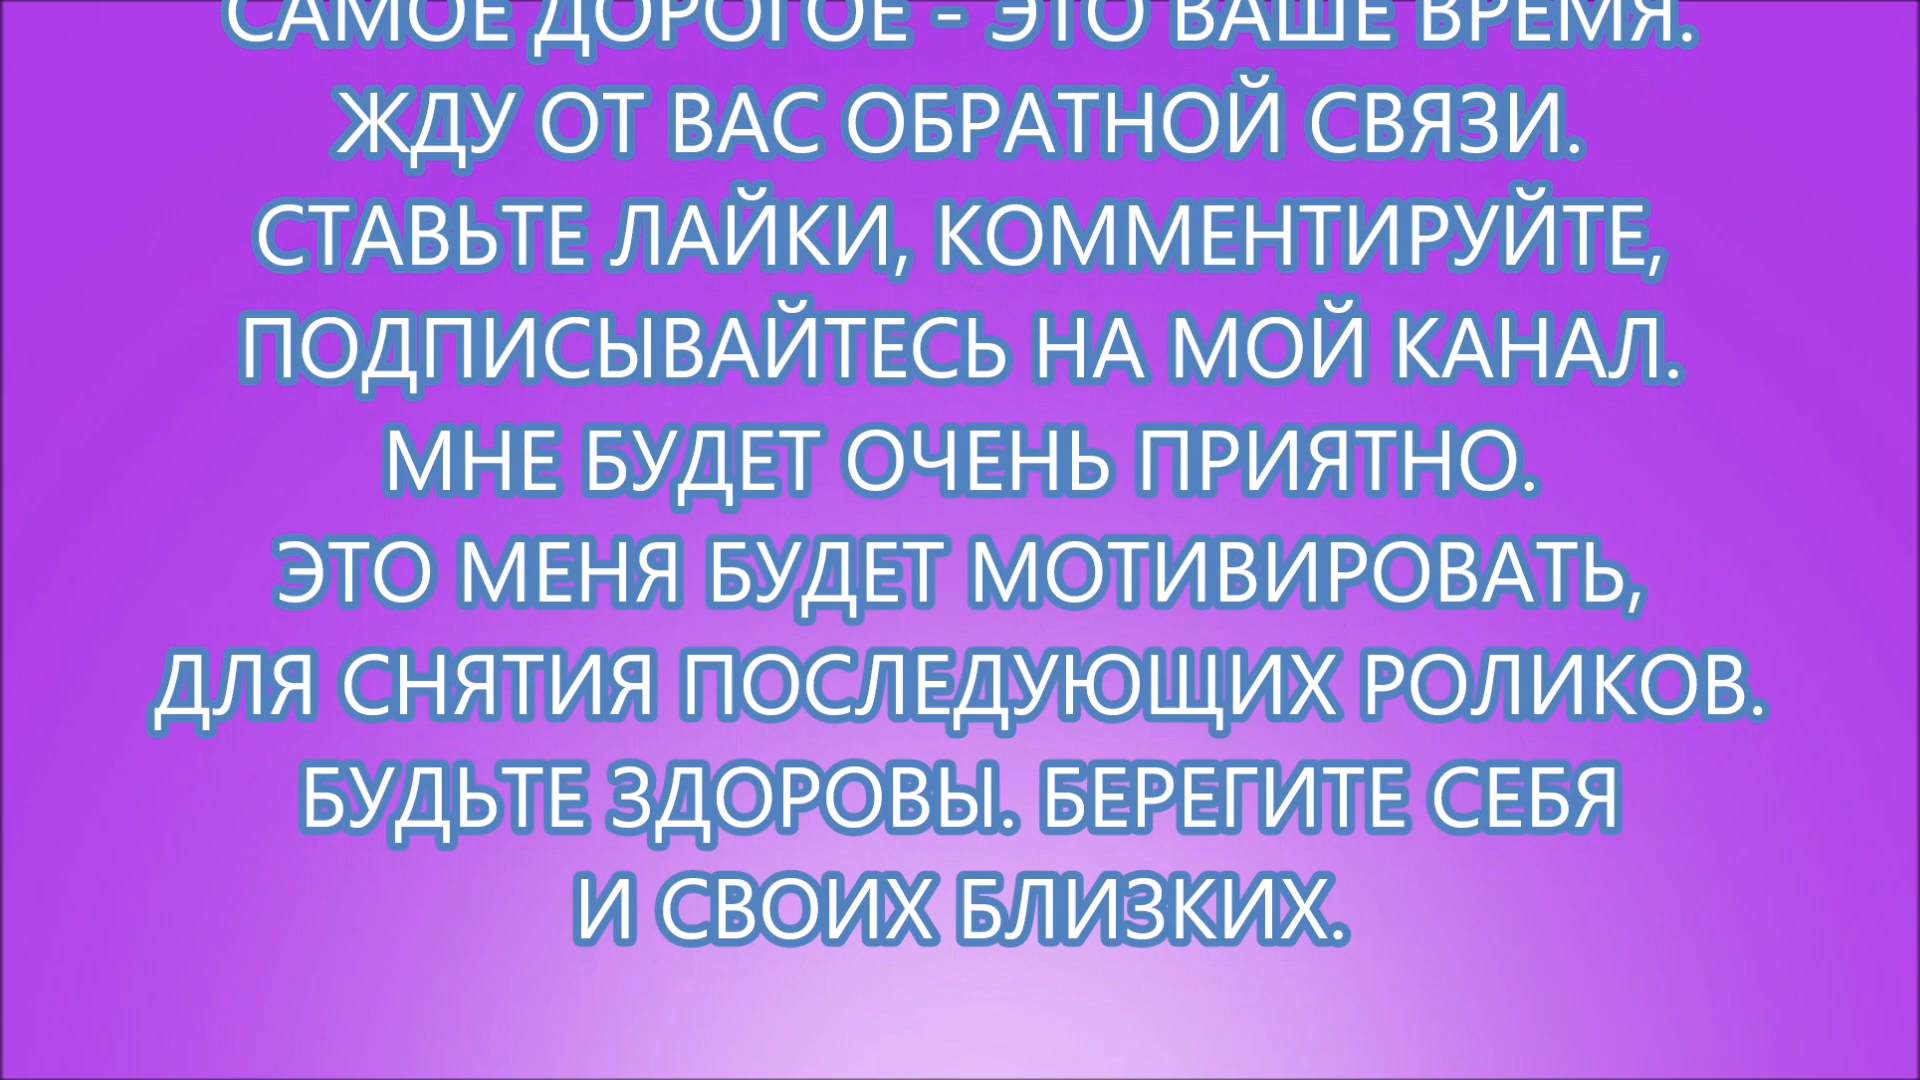 САМОЕ ДОРОГОЕ - ЭТО ВАШЕ ВРЕМЯ.
ЖДУ ОТ ВАС ОБРАТНОЙ СВЯЗИ.
СТАВЬТЕ ЛАЙКИ, КОММЕНТИРУЙТЕ,
ПОДПИСЫВАЙТЕСЬ НА МОЙ КАНАЛ.
МНЕ БУДЕТ ОЧЕНЬ ПРИЯТНО.
ЭТО МЕНЯ БУДЕТ МОТИВИРОВАТЬ,
ДЛЯ СНЯТИЯ ПОСЛЕДУЮЩИХ РОЛИКОВ.
БУДЬТЕ ЗДОРОВЫ. БЕРЕГИТЕ СЕБЯ
И СВОИХ БЛИЗКИХ.